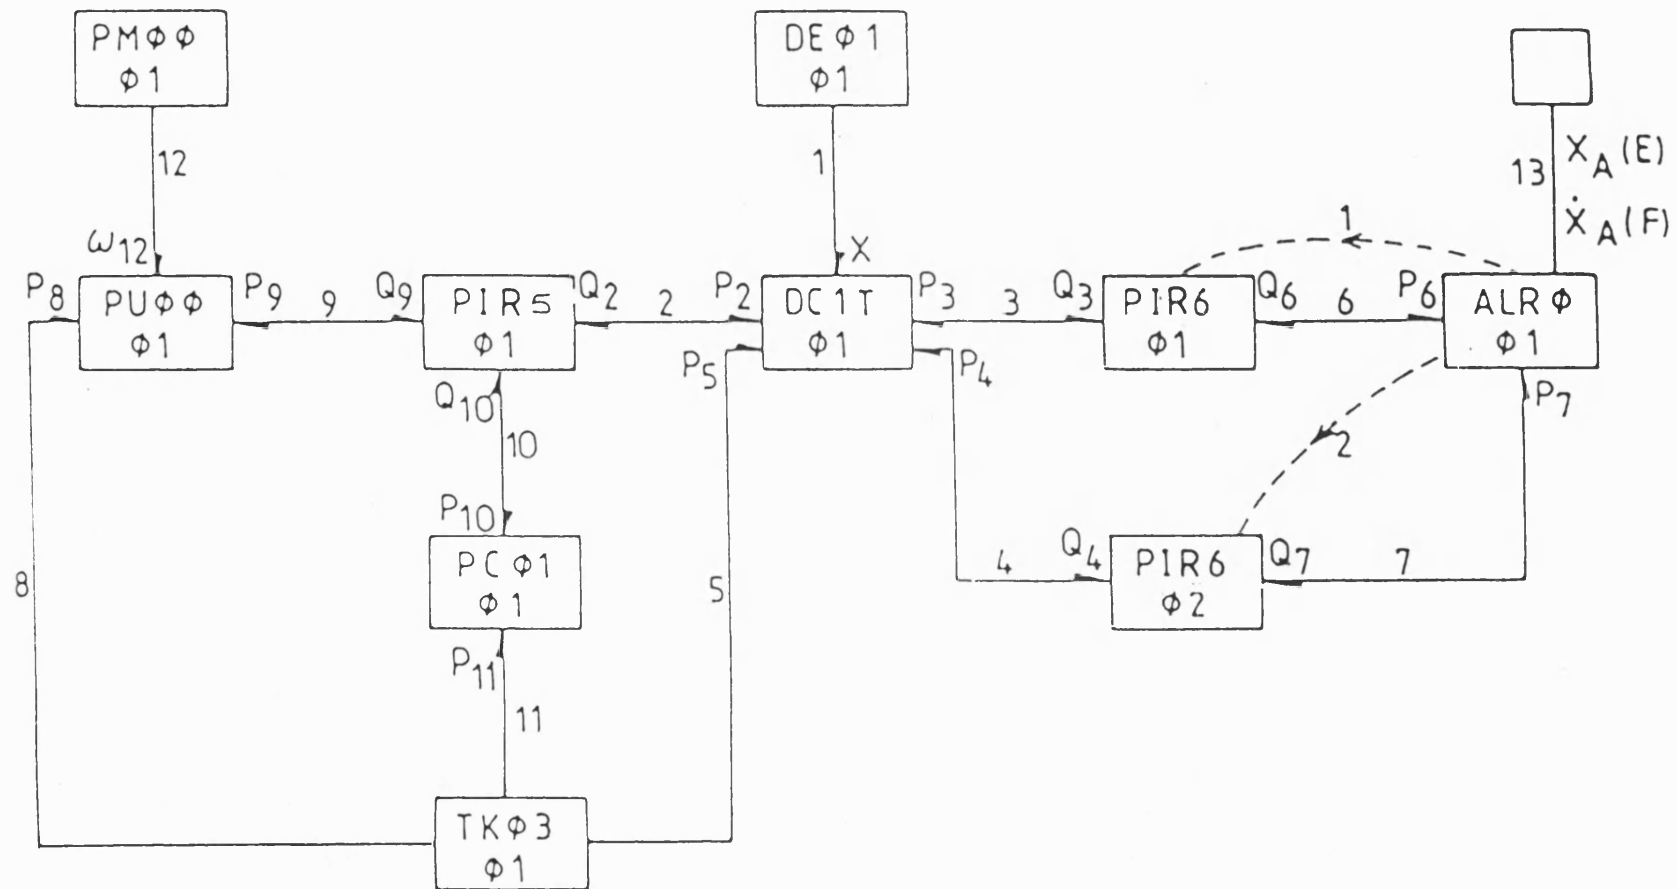 PMΦΦ
Φ1
DEΦ1
Φ1
12
1
13
X_A(E)
Ẋ_A(F)
1
ω12
X
P8
PUΦΦ
Φ1
P9
9
Q9
PIR5
Φ1
Q2
2
P2
DC1T
Φ1
P3
3
Q3
PIR6
Φ1
Q6
6
P6
ALRΦ
Φ1
P5
P4
P7
Q10
10
2
P10
PCΦ1
Φ1
4
Q4
PIR6
Φ2
Q7
7
8
5
P11
11
TKΦ3
Φ1